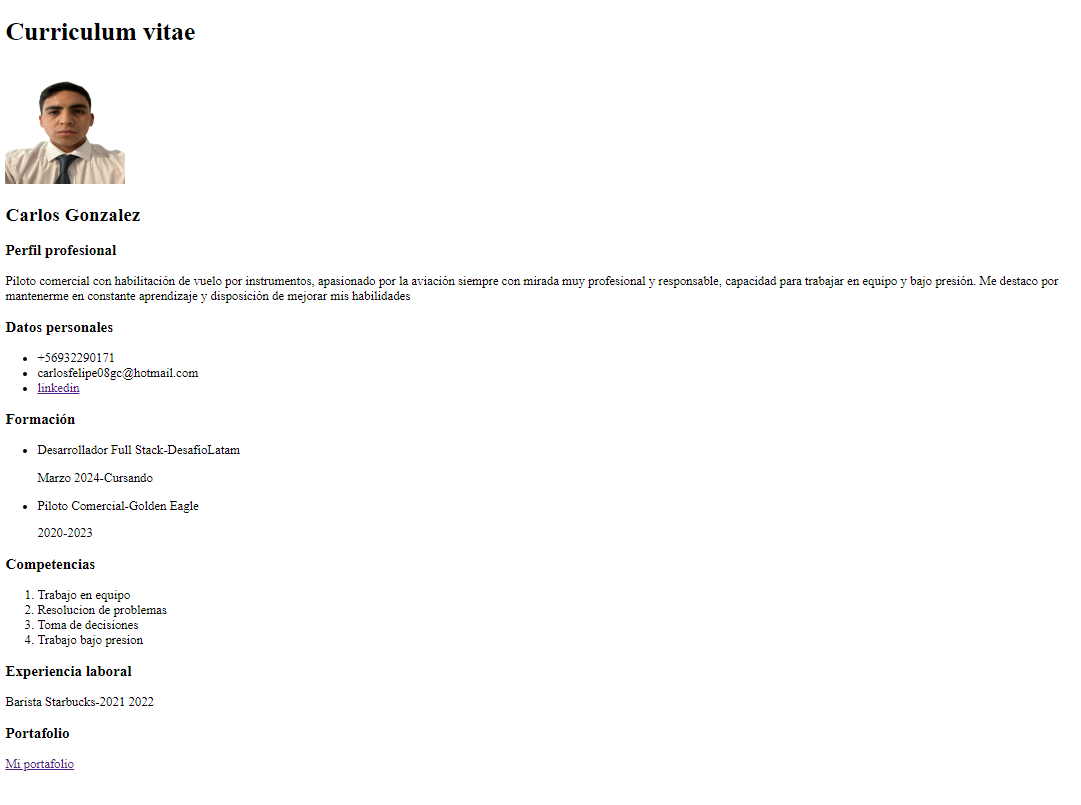 Curriculum vitae
Carlos Gonzalez
Perfil profesional
Piloto comercial con habilitación de vuelo por instrumentos, apasionado por la aviación siempre con mirada muy profesional y responsable, capacidad para trabajar en equipo y bajo presión. Me destaco por
mantenerme en constante aprendizaje y disposición de mejorar mis habilidades
Datos personales
• +56932290171
• carlosfelipe08gc@hotmail.com
• linkedin
Formación
• Desarrollador Full Stack-DesafíoLatam
Marzo 2024-Cursando
• Piloto Comercial-Golden Eagle
2020-2023
Competencias
1. Trabajo en equipo
2. Resolucion de problemas
3. Toma de decisiones
4. Trabajo bajo presion
Experiencia laboral
Barista Starbucks-2021 2022
Portafolio
Mi portafolio